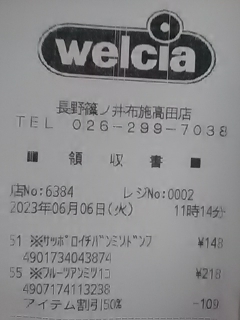 welcia
長野篠ノ井布施高田店
TEL 026-299-7038
領収書
店No:6384 レジNo:0002
2023年06月06日(火) 11時14分
51 ※サッポロイチバンミソドンブ ¥148
4901734043874
55 ※フルーツアンミツ1コ ¥218
4907174113238
アイテム割引50% -109